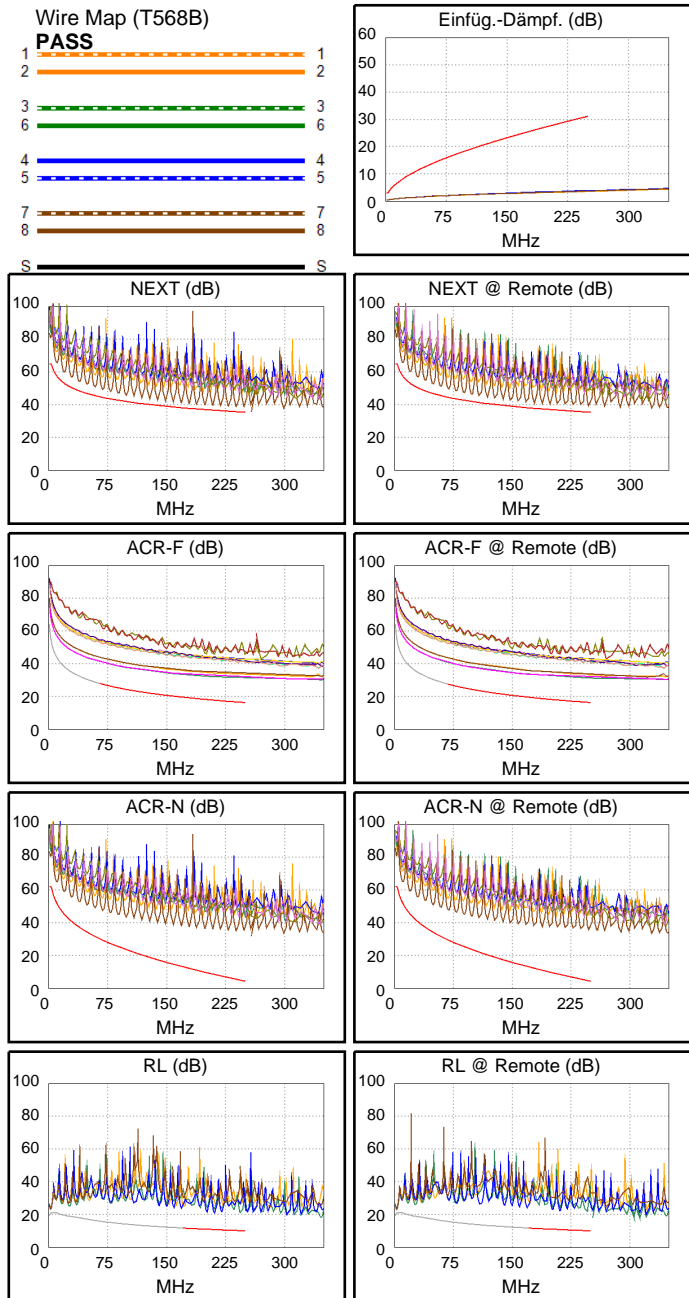 Wire Map (T568B)
PASS
1 1
2 2
3 3
6 6
4 4
5 5
7 7
8 8
S S
Einfüg.-Dämpf. (dB)
60
50
40
30
20
10
0
0 75 150 225 300
MHz
NEXT (dB)
100
80
60
40
20
0
0 75 150 225 300
MHz
NEXT @ Remote (dB)
100
80
60
40
20
0
0 75 150 225 300
MHz
ACR-F (dB)
100
80
60
40
20
0
0 75 150 225 300
MHz
ACR-F @ Remote (dB)
100
80
60
40
20
0
0 75 150 225 300
MHz
ACR-N (dB)
100
80
60
40
20
0
0 75 150 225 300
MHz
ACR-N @ Remote (dB)
100
80
60
40
20
0
0 75 150 225 300
MHz
RL (dB)
100
80
60
40
20
0
0 75 150 225 300
MHz
RL @ Remote (dB)
100
80
60
40
20
0
0 75 150 225 300
MHz